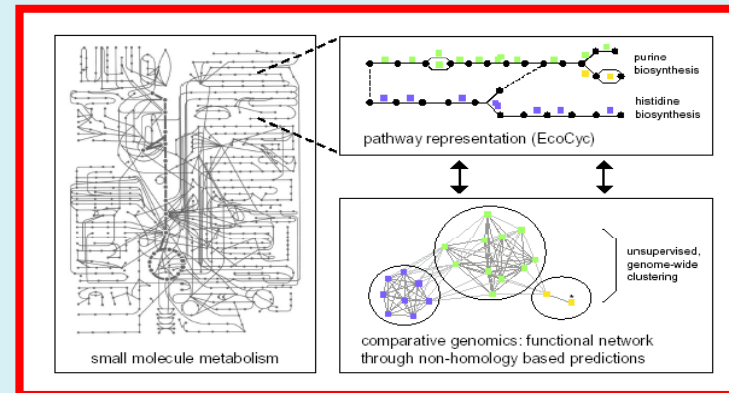 small molecule metabolism
purine
biosynthesis
histidine
biosynthesis
pathway representation (EcoCyc)
unsupervised,
genome-wide
clustering
comparative genomics: functional network
through non-homology based predictions